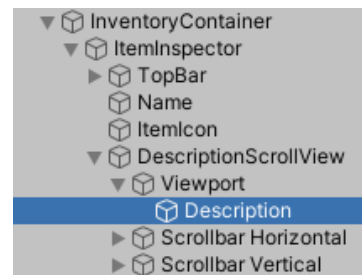 InventoryContainer
ItemInspector
TopBar
Name
ItemIcon
DescriptionScrollView
Viewport
Description
Scrollbar Horizontal
Scrollbar Vertical